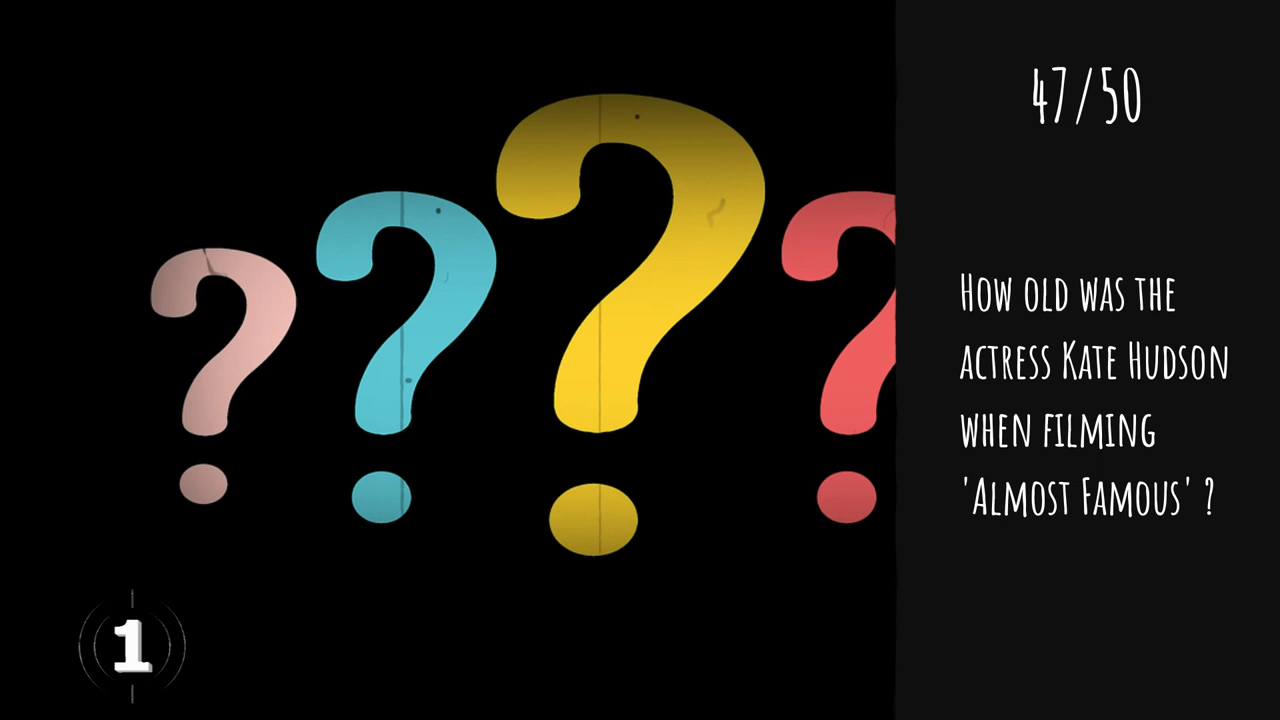 47/50
How old was the
actress Kate Hudson
when filming
'Almost Famous' ?
1